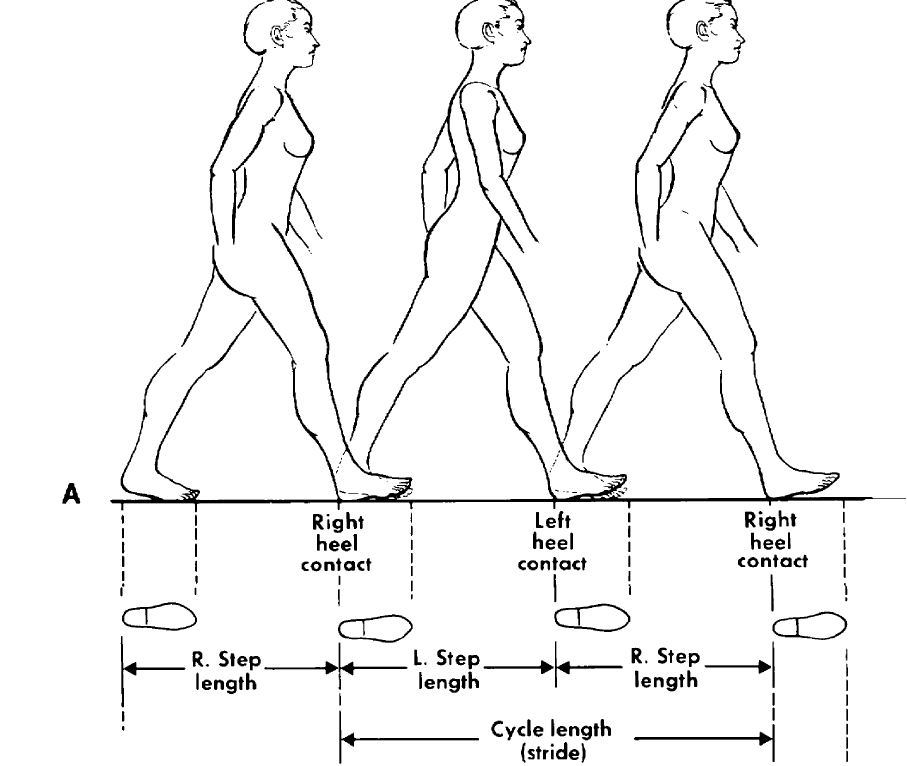 A
Right
heel
contact
Left
heel
contact
Right
heel
contact
R. Step
length
L. Step
length
R. Step
length
Cycle length
(stride)